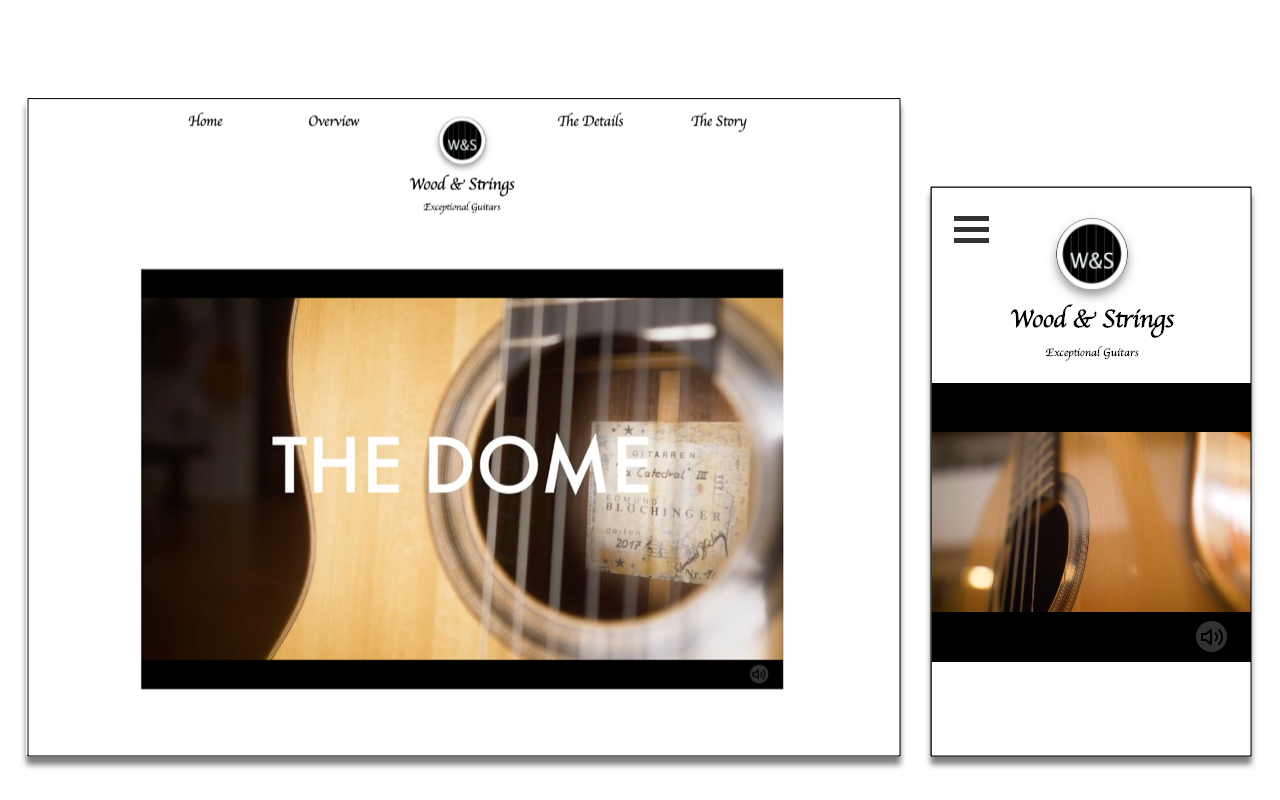 Home
Overview
The Details
The Story
W&S
Wood & Strings
Exceptional Guitars
THE DOME
GITARREN
Catedral" III
EDMUND
BLÖCHINGER
dorfen
2017
W&S
Wood & Strings
Exceptional Guitars